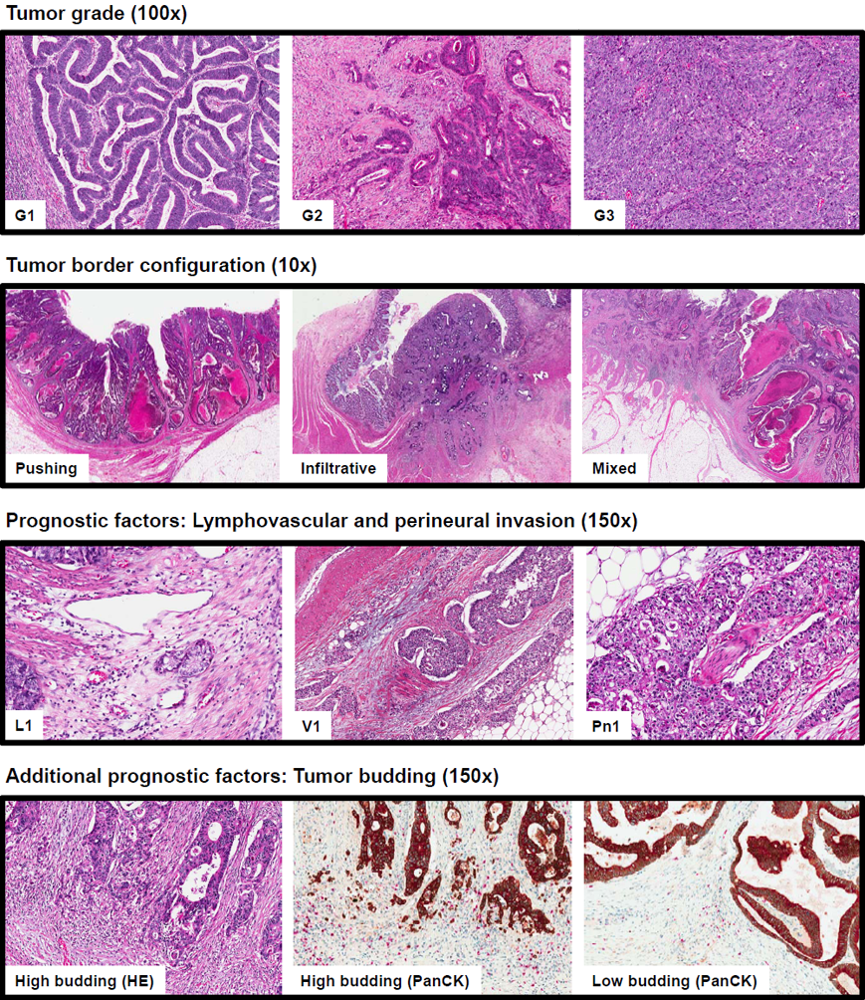 Tumor grade (100x)
G1
G2
G3
Tumor border configuration (10x)
Pushing
Infiltrative
Mixed
Prognostic factors: Lymphovascular and perineural invasion (150x)
L1
V1
Pn1
Additional prognostic factors: Tumor budding (150x)
High budding (HE)
High budding (PanCK)
Low budding (PanCK)